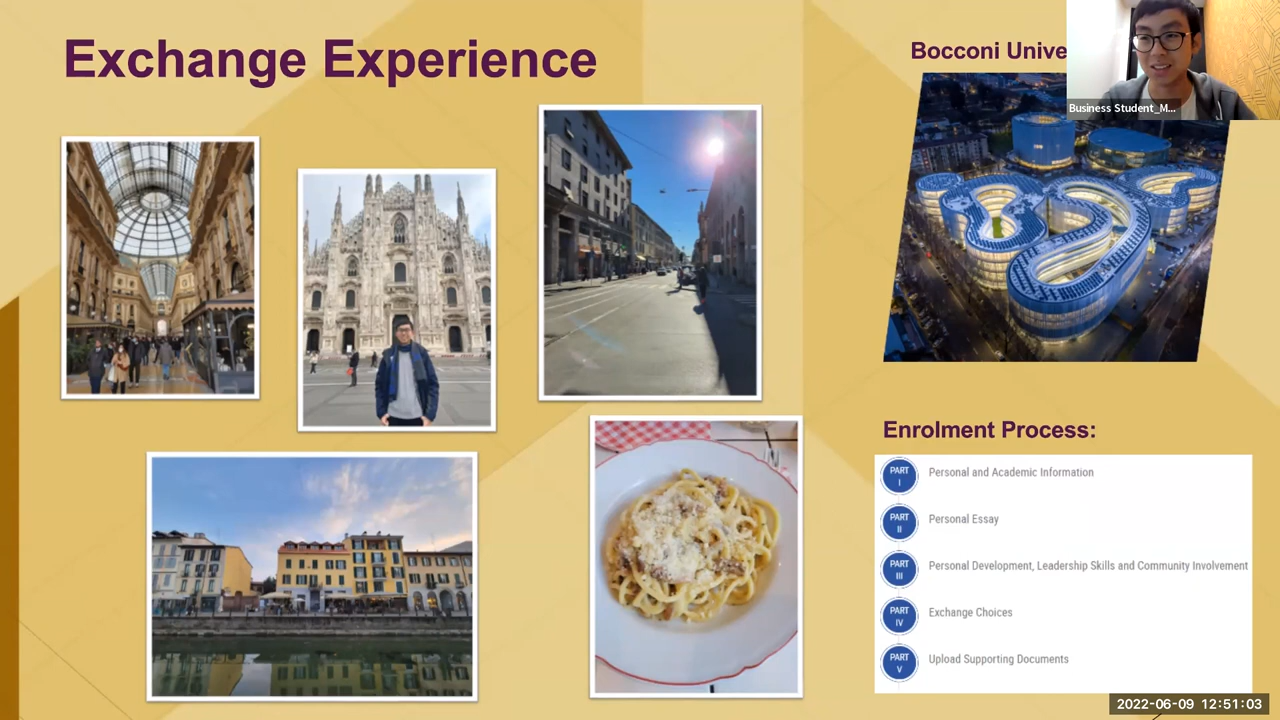 Exchange Experience
Bocconi Unive
Business Student_M...
Enrolment Process:
PART
I
Personal and Academic Information
PART
II
Personal Essay
PART
III
Personal Development, Leadership Skills and Community Involvement
PART
IV
Exchange Choices
PART
V
Upload Supporting Documents
2022-06-09 12:51:03